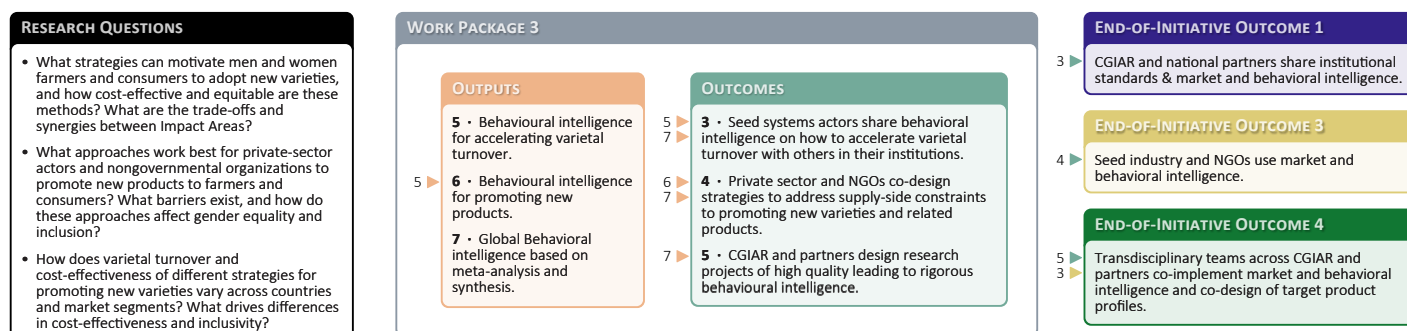 RESEARCH QUESTIONS
• What strategies can motivate men and women
farmers and consumers to adopt new varieties,
and how cost-effective and equitable are these
methods? What are the trade-offs and
synergies between Impact Areas?
• What approaches work best for private-sector
actors and nongovernmental organizations to
promote new products to farmers and
consumers? What barriers exist, and how do
these approaches affect gender equality and
inclusion?
• How does varietal turnover and
cost-effectiveness of different strategies for
promoting new varieties vary across countries
and market segments? What drives differences
in cost-effectiveness and inclusivity?
WORK PACKAGE 3
OUTPUTS
5 · Behavioural intelligence
for accelerating varietal
turnover.
5
6 · Behavioural intelligence
for promoting new
products.
7 · Global Behavioral
intelligence based on
meta-analysis and
synthesis.
OUTCOMES
5
7
3 · Seed systems actors share behavioral
intelligence on how to accelerate varietal
turnover with others in their institutions.
6
7
4 · Private sector and NGOs co-design
strategies to address supply-side constraints
to promoting new varieties and related
products.
7
5 · CGIAR and partners design research
projects of high quality leading to rigorous
behavioural intelligence.
END-OF-INITIATIVE OUTCOME 1
3
CGIAR and national partners share institutional
standards & market and behavioral intelligence.
END-OF-INITIATIVE OUTCOME 3
4
Seed industry and NGOs use market and
behavioral intelligence.
END-OF-INITIATIVE OUTCOME 4
5
3
Transdisciplinary teams across CGIAR and
partners co-implement market and behavioral
intelligence and co-design of target product
profiles.